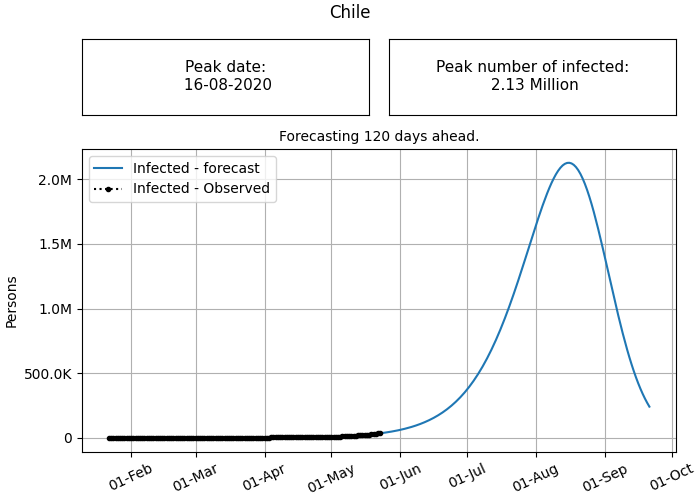 Chile
Peak date:
16-08-2020
Peak number of infected:
2.13 Million
Forecasting 120 days ahead.
Infected - forecast
Infected - Observed
2.0M
1.5M
1.0M
500.0K
0
Persons
01-Feb
01-Mar
01-Apr
01-May
01-Jun
01-Jul
01-Aug
01-Sep
01-Oct